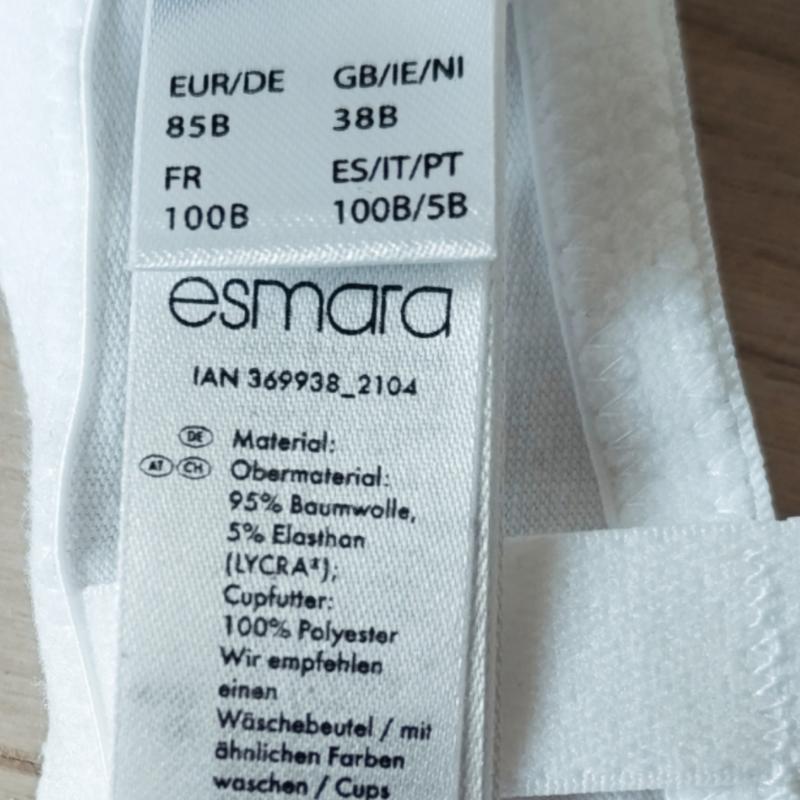 EUR/DE GB/IE/NI
85B 38B
FR ES/IT/PT
100B 100B/5B
esmara
IAN 369938_2104
DE Material:
AT CH Obermaterial:
95% Baumwolle,
5% Elasthan
(LYCRA®);
Cupfutter:
100% Polyester
Wir empfehlen
einen
Wäschebeutel / mit
ähnlichen Farben
waschen / Cups